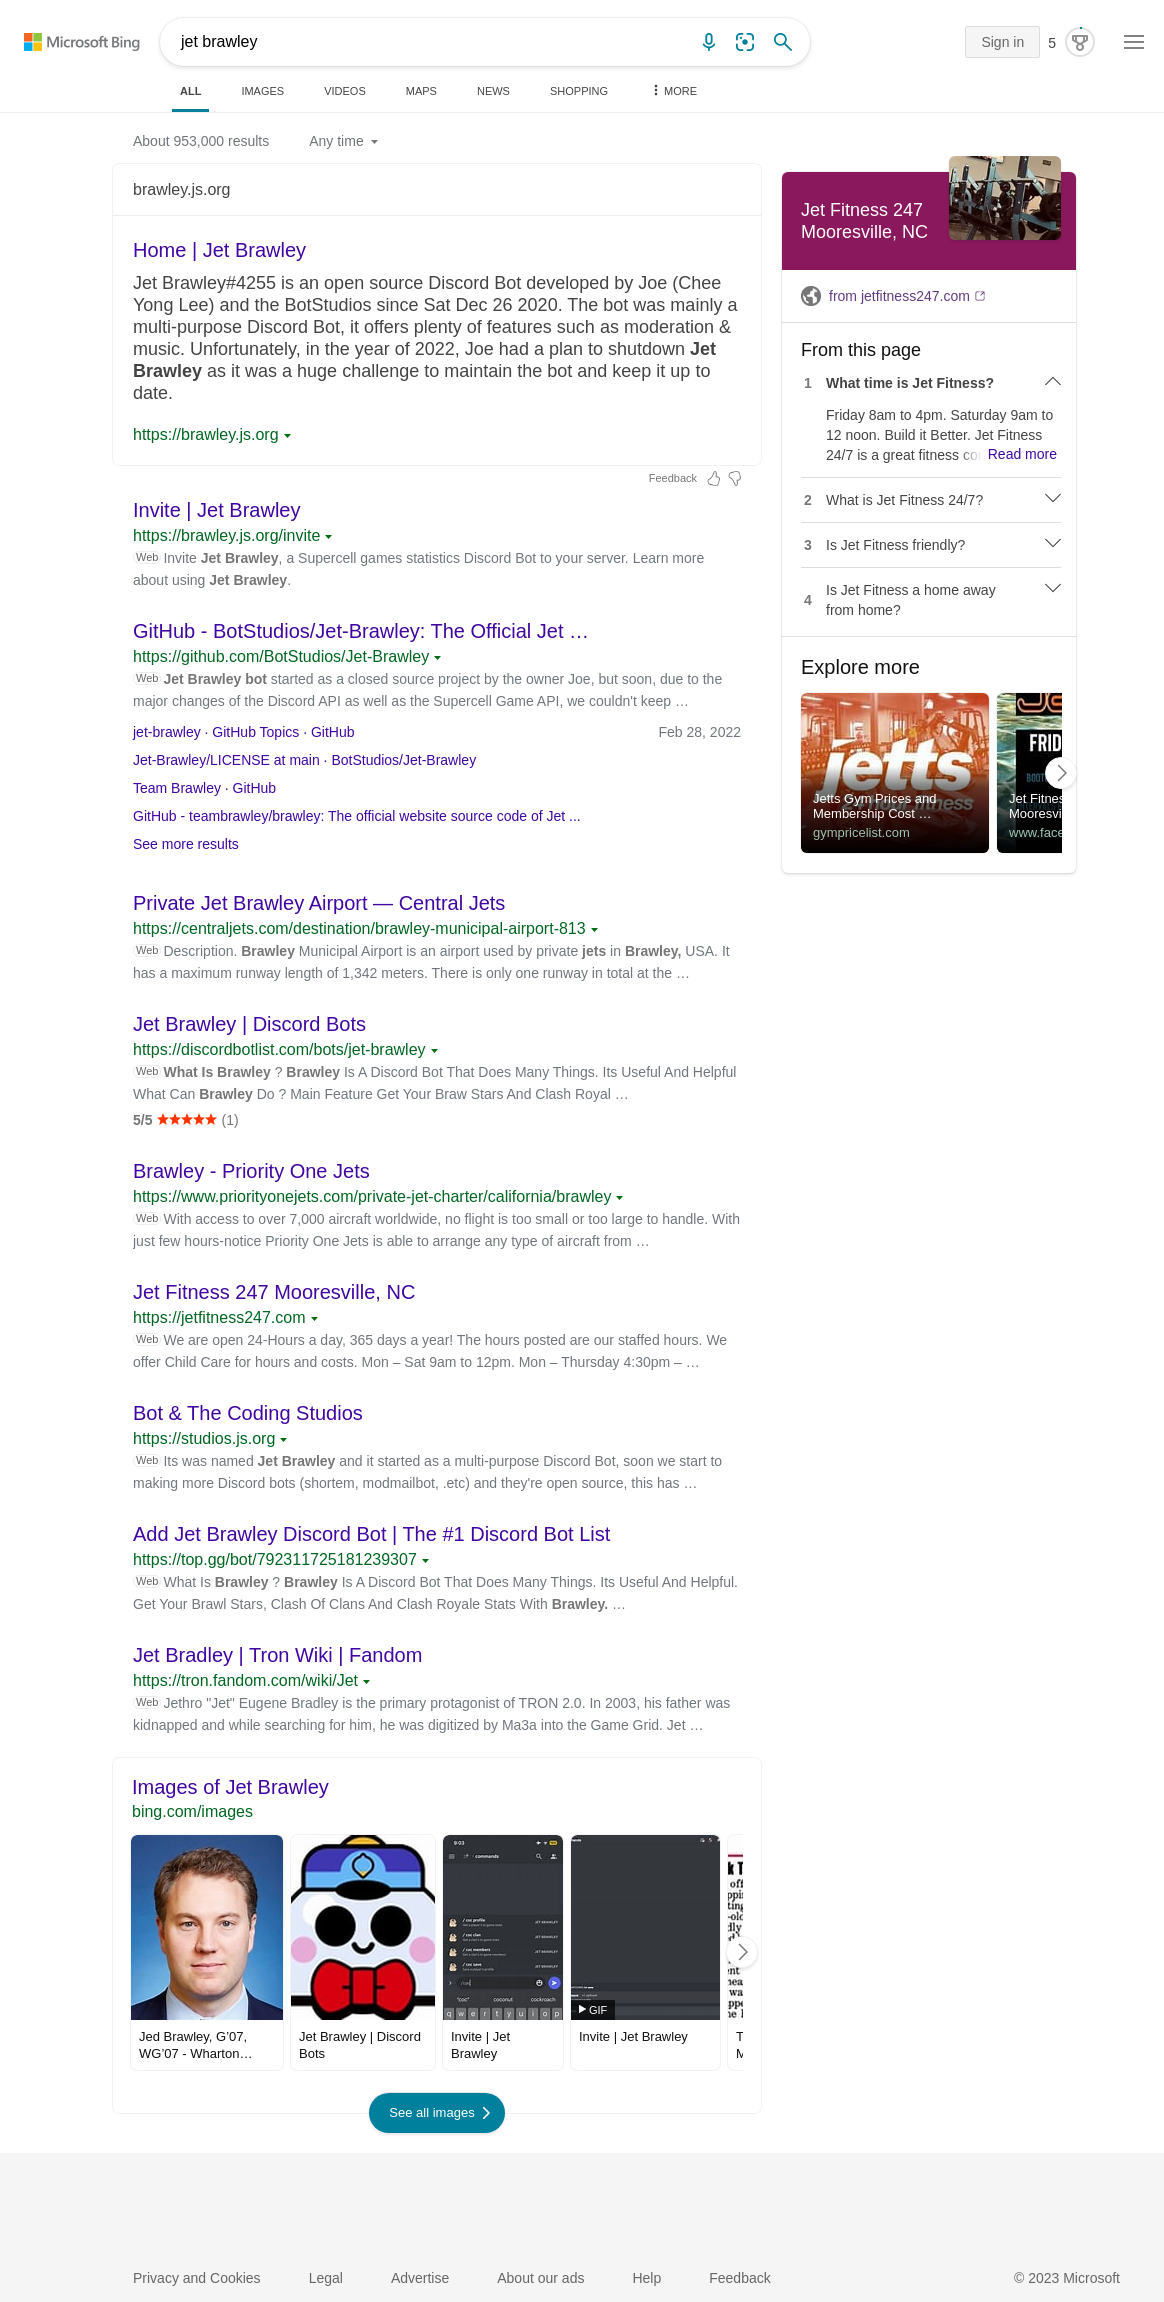 Microsoft Bing
jet brawley
Sign in
5
ALL
IMAGES
VIDEOS
MAPS
NEWS
SHOPPING
MORE
About 953,000 results
Any time
brawley.js.org
Home | Jet Brawley
Jet Brawley#4255 is an open source Discord Bot developed by Joe (Chee
Yong Lee) and the BotStudios since Sat Dec 26 2020. The bot was mainly a
multi-purpose Discord Bot, it offers plenty of features such as moderation &
music. Unfortunately, in the year of 2022, Joe had a plan to shutdown Jet
Brawley as it was a huge challenge to maintain the bot and keep it up to
date.
https://brawley.js.org
Feedback
Invite | Jet Brawley
https://brawley.js.org/invite
Web Invite Jet Brawley, a Supercell games statistics Discord Bot to your server. Learn more
about using Jet Brawley.
GitHub - BotStudios/Jet-Brawley: The Official Jet …
https://github.com/BotStudios/Jet-Brawley
Web Jet Brawley bot started as a closed source project by the owner Joe, but soon, due to the
major changes of the Discord API as well as the Supercell Game API, we couldn't keep …
jet-brawley · GitHub Topics · GitHub
Feb 28, 2022
Jet-Brawley/LICENSE at main · BotStudios/Jet-Brawley
Team Brawley · GitHub
GitHub - teambrawley/brawley: The official website source code of Jet ...
See more results
Private Jet Brawley Airport — Central Jets
https://centraljets.com/destination/brawley-municipal-airport-813
Web Description. Brawley Municipal Airport is an airport used by private jets in Brawley, USA. It
has a maximum runway length of 1,342 meters. There is only one runway in total at the …
Jet Brawley | Discord Bots
https://discordbotlist.com/bots/jet-brawley
Web What Is Brawley ? Brawley Is A Discord Bot That Does Many Things. Its Useful And Helpful
What Can Brawley Do ? Main Feature Get Your Braw Stars And Clash Royal …
5/5 ★★★★★ (1)
Brawley - Priority One Jets
https://www.priorityonejets.com/private-jet-charter/california/brawley
Web With access to over 7,000 aircraft worldwide, no flight is too small or too large to handle. With
just few hours-notice Priority One Jets is able to arrange any type of aircraft from …
Jet Fitness 247 Mooresville, NC
https://jetfitness247.com
Web We are open 24-Hours a day, 365 days a year! The hours posted are our staffed hours. We
offer Child Care for hours and costs. Mon – Sat 9am to 12pm. Mon – Thursday 4:30pm – …
Bot & The Coding Studios
https://studios.js.org
Web Its was named Jet Brawley and it started as a multi-purpose Discord Bot, soon we start to
making more Discord bots (shortem, modmailbot, .etc) and they're open source, this has …
Add Jet Brawley Discord Bot | The #1 Discord Bot List
https://top.gg/bot/792311725181239307
Web What Is Brawley ? Brawley Is A Discord Bot That Does Many Things. Its Useful And Helpful.
Get Your Brawl Stars, Clash Of Clans And Clash Royale Stats With Brawley. …
Jet Bradley | Tron Wiki | Fandom
https://tron.fandom.com/wiki/Jet
Web Jethro "Jet" Eugene Bradley is the primary protagonist of TRON 2.0. In 2003, his father was
kidnapped and while searching for him, he was digitized by Ma3a into the Game Grid. Jet …
Images of Jet Brawley
bing.com/images
9:03
commands
/ coc profile
JET BRAWLEY
/ coc clan
JET BRAWLEY
/ coc members
JET BRAWLEY
/ coc save
JET BRAWLEY
/coc
"coc" coconut cockroach
q w e r t y u i o p
GIF
Jed Brawley, G'07,
WG'07 - Wharton…
Jet Brawley | Discord
Bots
Invite | Jet
Brawley
Invite | Jet Brawley
See all images
Jet Fitness 247
Mooresville, NC
from jetfitness247.com
From this page
1 What time is Jet Fitness?
Friday 8am to 4pm. Saturday 9am to
12 noon. Build it Better. Jet Fitness
24/7 is a great fitness co Read more
2 What is Jet Fitness 24/7?
3 Is Jet Fitness friendly?
4 Is Jet Fitness a home away
from home?
Explore more
jetts
24 hour fitness
Jetts Gym Prices and
Membership Cost …
gympricelist.com
FRID
BOOT
Jet Fitnes
Mooresvi
www.face
Privacy and Cookies
Legal
Advertise
About our ads
Help
Feedback
© 2023 Microsoft